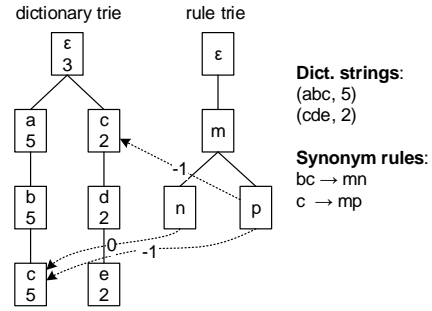 dictionary trie
rule trie
ε
3
ε
a
5
c
2
m
-1
b
5
d
2
n
p
0
-1
c
5
e
2
Dict. strings:
(abc, 5)
(cde, 2)
Synonym rules:
bc → mn
c → mp